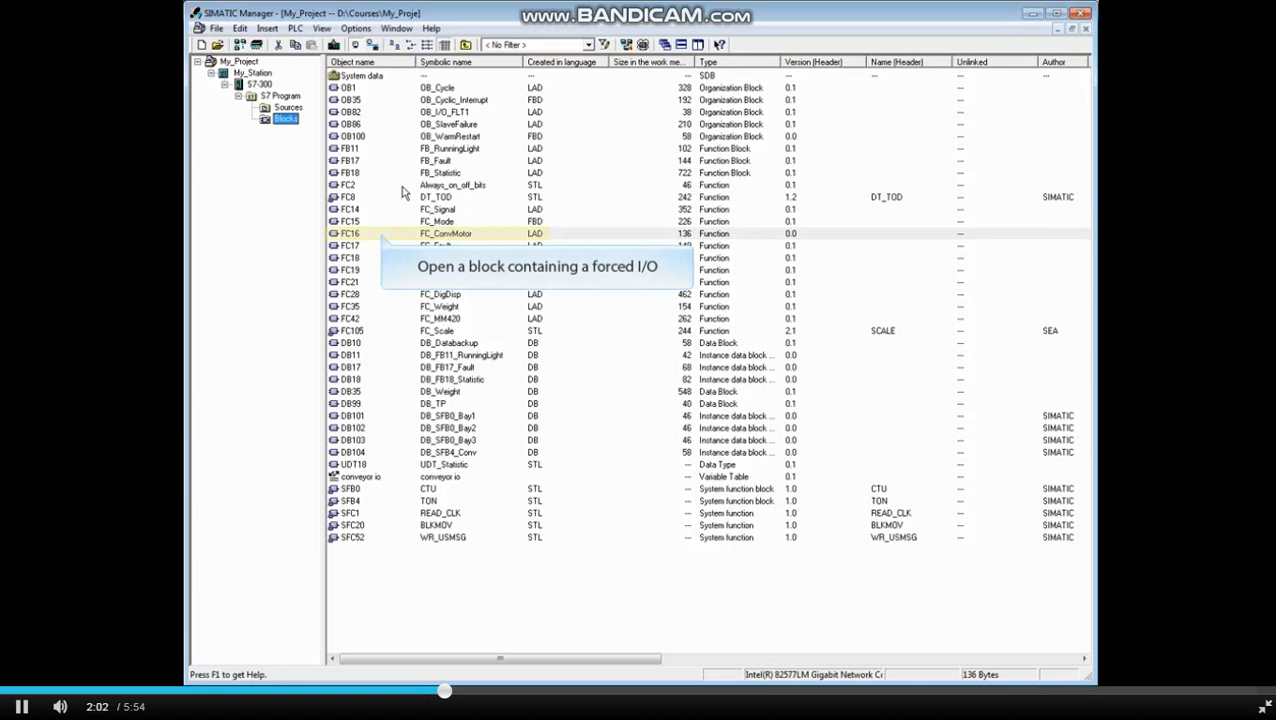 SIMATIC Manager - [My_Project -- D:\Courses\My_Proje]
www.BANDICAM.com
File Edit Insert PLC View Options Window Help
< No Filter >
My_Project
My_Station
S7-300
S7 Program
Sources
Blocks
Object name Symbolic name Created in language Size in the work me... Type Version (Header) Name (Header) Unlinked Author
System data --- --- --- SDB --- --- --- ---
OB1 OB_Cycle LAD 328 Organization Block 0.1 ---
OB35 OB_Cyclic_Interrupt FBD 192 Organization Block 0.1 ---
OB82 OB_I/O_FLT1 LAD 38 Organization Block 0.1 ---
OB86 OB_SlaveFailure LAD 210 Organization Block 0.1 ---
OB100 OB_WarmRestart FBD 58 Organization Block 0.0 ---
FB11 FB_RunningLight LAD 102 Function Block 0.1 ---
FB17 FB_Fault LAD 144 Function Block 0.1 ---
FB18 FB_Statistic LAD 722 Function Block 0.1 ---
FC2 Always_on_off_bits STL 46 Function 0.1 ---
FC8 DT_TOD STL 242 Function 1.2 DT_TOD --- SIMATIC
FC14 FC_Signal LAD 352 Function 0.1 ---
FC15 FC_Mode FBD 226 Function 0.1 ---
FC16 FC_ConvMotor LAD 136 Function 0.0 ---
FC17 Function 0.1 ---
FC18 Function 0.1 ---
Open a block containing a forced I/O
FC19 Function 0.1 ---
FC21 Function 0.1 ---
FC28 FC_DigDisp LAD 462 Function 0.1 ---
FC35 FC_Weight LAD 154 Function 0.1 ---
FC42 FC_MM420 LAD 262 Function 0.1 ---
FC105 FC_Scale STL 244 Function 2.1 SCALE --- SEA
DB10 DB_Databackup DB 58 Data Block 0.1 ---
DB11 DB_FB11_RunningLight DB 42 Instance data block ... 0.0 ---
DB17 DB_FB17_Fault DB 68 Instance data block ... 0.0 ---
DB18 DB_FB18_Statistic DB 82 Instance data block ... 0.0 ---
DB35 DB_Weight DB 548 Data Block 0.1 ---
DB99 DB_TP DB 40 Data Block 0.1 ---
DB101 DB_SFB0_Bay1 DB 46 Instance data block ... 0.0 --- SIMATIC
DB102 DB_SFB0_Bay2 DB 46 Instance data block ... 0.0 --- SIMATIC
DB103 DB_SFB0_Bay3 DB 46 Instance data block ... 0.0 --- SIMATIC
DB104 DB_SFB4_Conv DB 58 Instance data block ... 0.0 --- SIMATIC
UDT18 UDT_Statistic STL --- Data Type 0.1 ---
conveyor io conveyor io --- Variable Table 0.1 ---
SFB0 CTU STL --- System function block 1.0 CTU --- SIMATIC
SFB4 TON STL --- System function block 1.0 TON --- SIMATIC
SFC1 READ_CLK STL --- System function 1.0 READ_CLK --- SIMATIC
SFC20 BLKMOV STL --- System function 1.0 BLKMOV --- SIMATIC
SFC52 WR_USMSG STL --- System function 1.0 WR_USMSG --- SIMATIC
Press F1 to get Help. Intel(R) 82577LM Gigabit Network Cc 136 Bytes
2:02 / 5:54